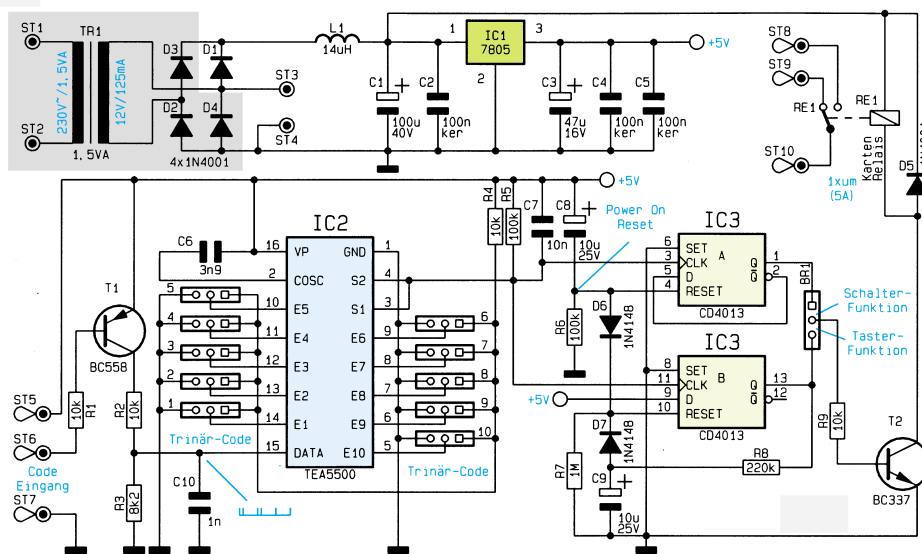 ST1
TR1
230V~/1,5VA
12V/125mA
ST2
1,5VA
D3
D1
D2
D4
4x1N4001
ST3
ST4
L1
14uH
C1
+
100u
40V
C2
100n
ker
1
IC1
7805
3
2
C3
+
47u
16V
C4
100n
ker
C5
100n
ker
+5V
ST8
ST9
RE1
ST10
1xum
(5A)
RE1
Karten
Relais
D5
+5V
C6
3n9
T1
BC558
R1
10k
R2
10k
R3
8k2
ST5
ST6
Code
Eingang
ST7
Trinär-Code
C10
1n
IC2
16
VP
GND
1
2
COSC
S2
4
S1
3
5
10
E5
E6
9
6
4
11
E4
E7
8
7
3
12
E3
E8
7
8
2
13
E2
E9
6
9
1
14
E1
E10
5
10
15
DATA
TEA5500
Trinär-Code
R4
10k
R5
100k
C7
10n
C8
+
10u
25V
Power On
Reset
R6
100k
D6
1N4148
+5V
D7
1N4148
R7
1M
C9
+
10u
25V
R8
220k
IC3
6
SET
3
CLK
A
5
D
4
RESET
Q
1
Q
2
CD4013
IC3
8
SET
11
CLK
B
9
D
10
RESET
Q
13
Q
12
CD4013
BR1
Schalter-
Funktion
Taster-
Funktion
R9
10k
T2
BC337